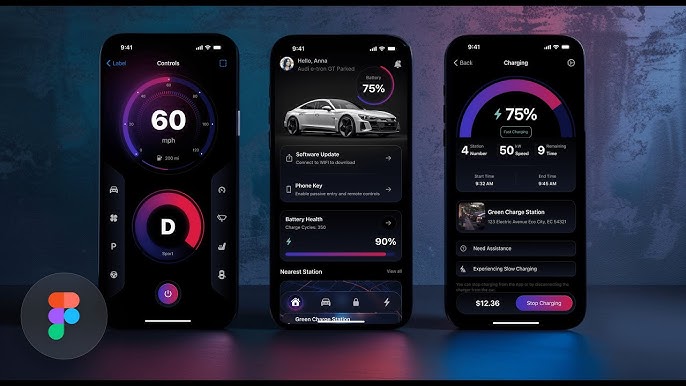 9:41
Label
Controls
60
mph
200 mi
D
Sport
P
9:41
Hello, Anna
Audi e-tron GT Parked
Battery
75%
Software Update
Connect to WiFi to download
Phone Key
Enable passive entry and remote controls
Battery Health
Charge Cycles: 350
90%
Nearest Station
View all
Green Charge Station
9:41
Back
Charging
75%
Fast Charging
4
Station
Number
50
kW
Speed
9
Remaining
Time
Start Time
9:32 AM
End Time
9:45 AM
Green Charge Station
123 Electric Avenue Eco City, EC 54321
Need Assistance
Experiencing Slow Charging
You can stop charging from the app or by disconnecting
the charger from the car.
$12.36
Stop Charging